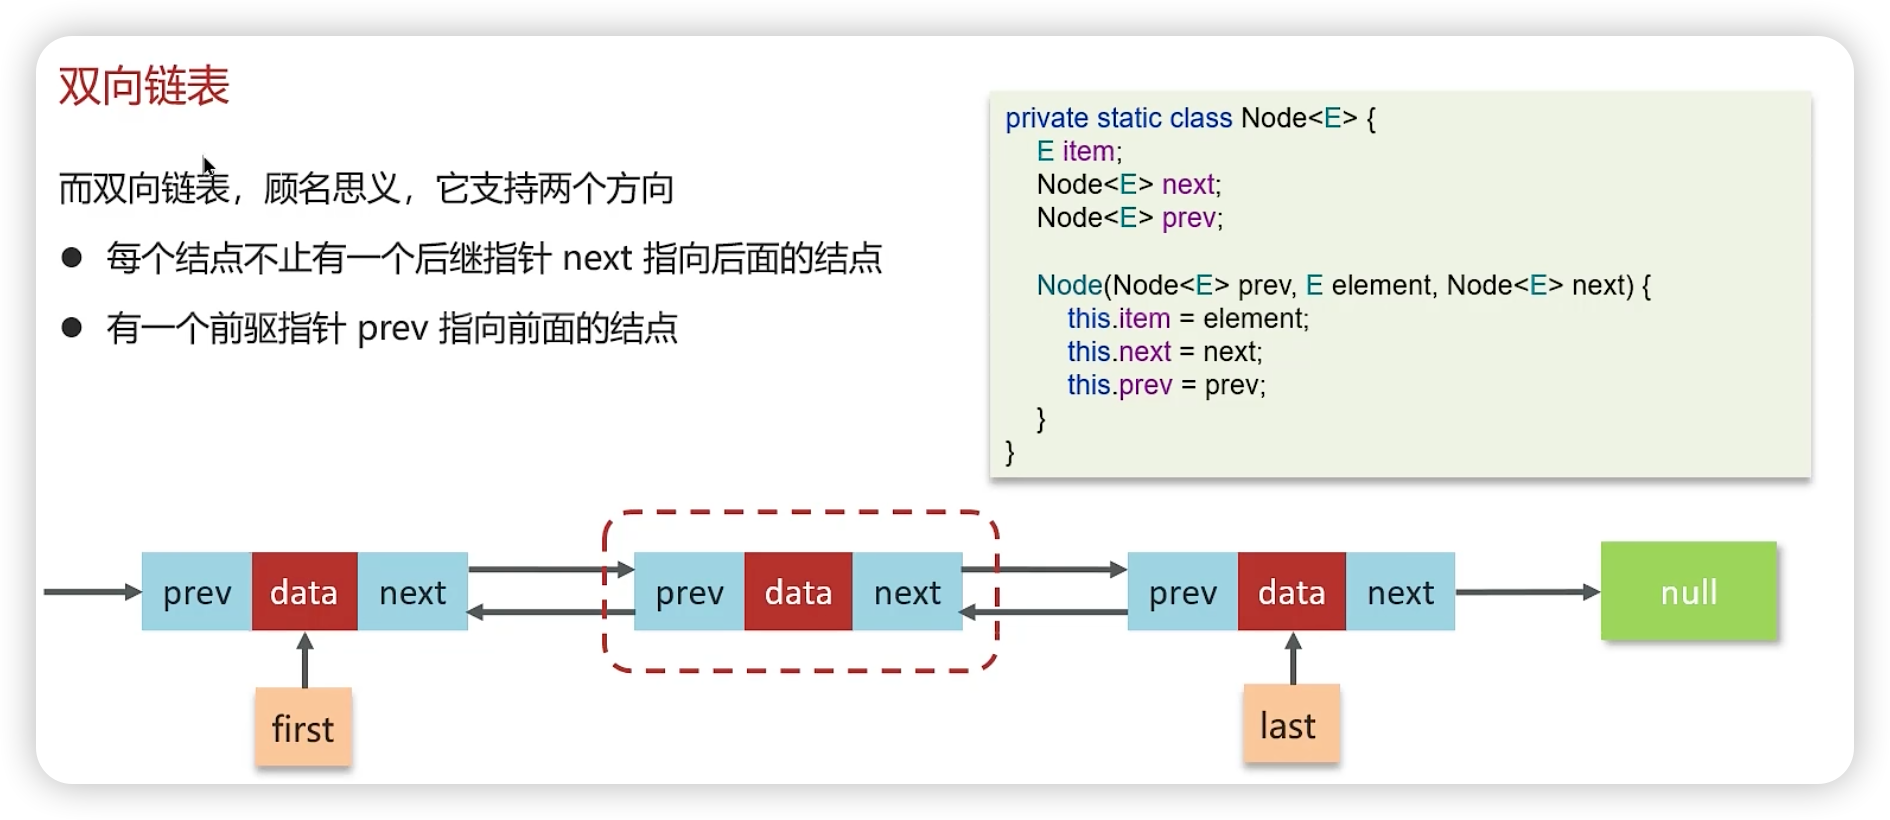 双向链表
而双向链表，顾名思义，它支持两个方向
● 每个结点不止有一个后继指针 next 指向后面的结点
● 有一个前驱指针 prev 指向前面的结点
private static class Node<E> {
    E item;
    Node<E> next;
    Node<E> prev;
    Node(Node<E> prev, E element, Node<E> next) {
        this.item = element;
        this.next = next;
        this.prev = prev;
    }
}
prev data next prev data next prev data next null
first last